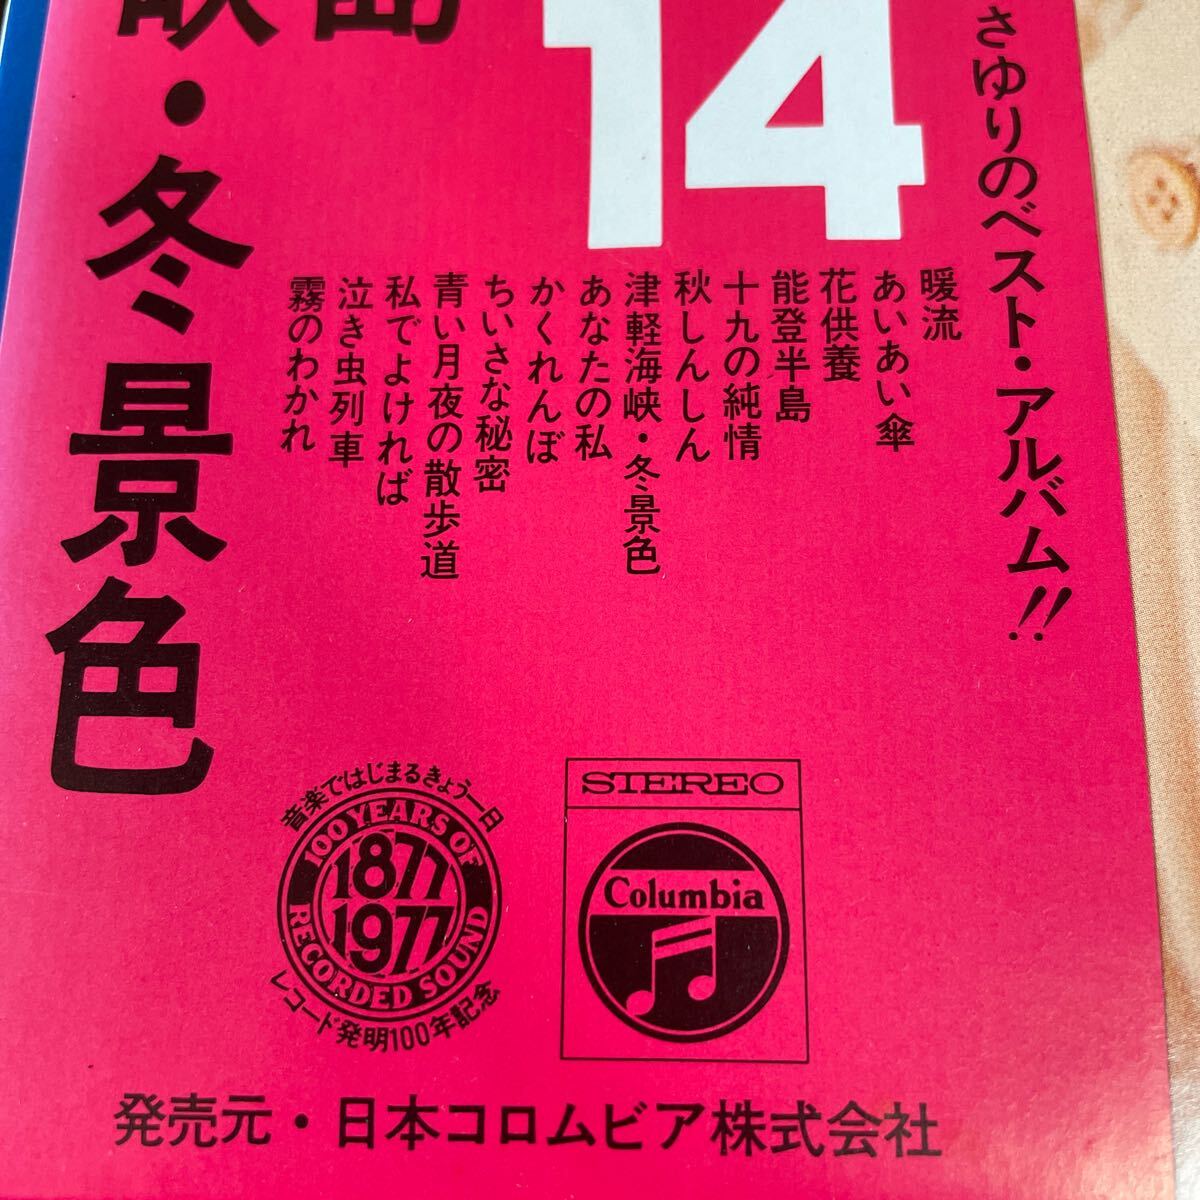 さゆりのベスト・アルバム!!
14
暖流
あいあい傘
花供養
能登半島
十九の純情
秋しんしん
津軽海峡・冬景色
あなたの私
かくれんぼ
ちいさな秘密
青い月夜の散歩道
私でよければ
泣き虫列車
霧のわかれ
・冬景色
音楽ではじまるきょう一日
100 YEARS OF
1877
1977
RECORDED SOUND
レコード発明100年記念
STEREO
Columbia
発売元・日本コロムビア株式会社